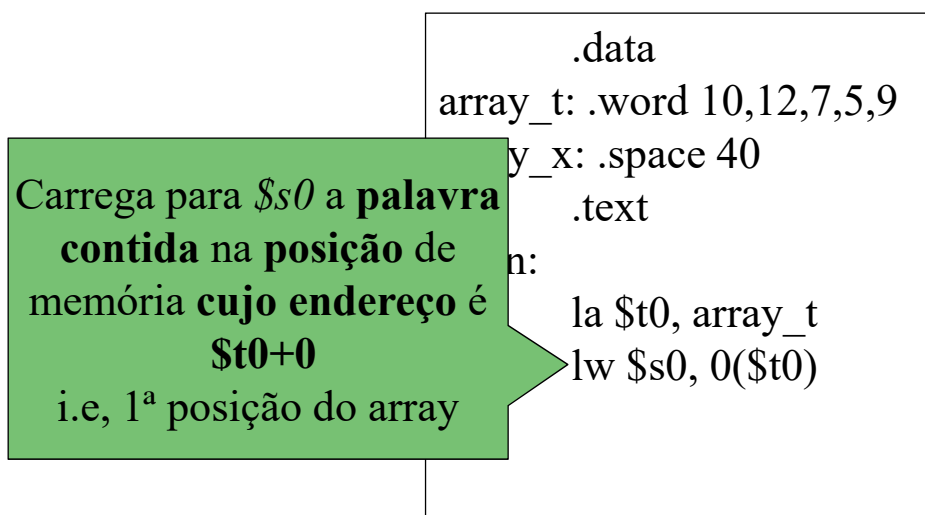 .data
array_t: .word 10,12,7,5,9
y_x: .space 40
.text
n:
la $t0, array_t
lw $s0, 0($t0)
Carrega para $s0 a palavra
contida na posição de
memória cujo endereço é
$t0+0
i.e, 1ª posição do array